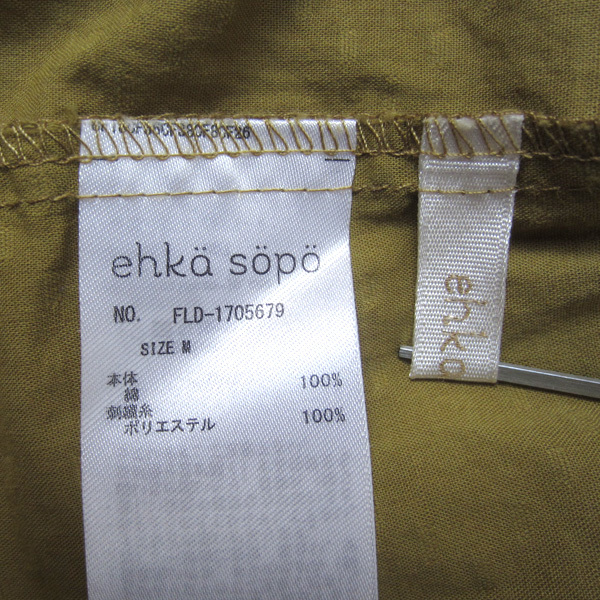 ehkä söpö
NO. FLD-1705679
SIZE M
本体
綿 100%
刺繍糸
ポリエステル 100%
ehka